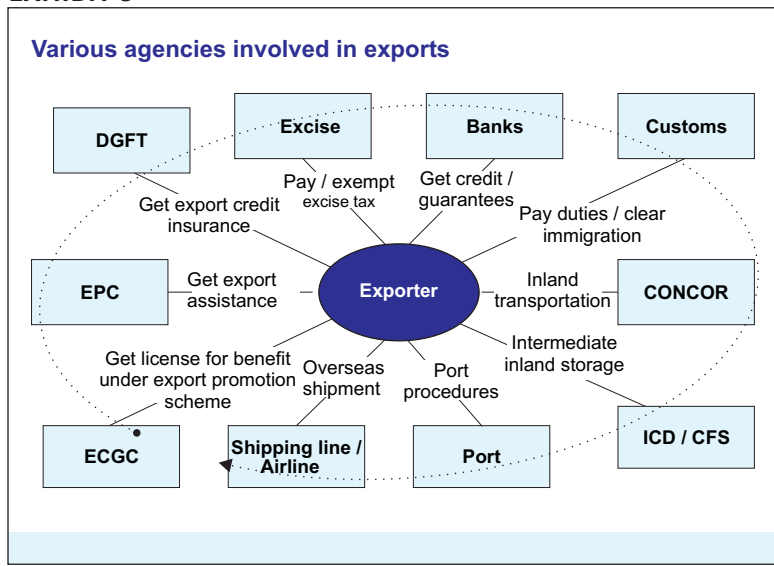 Various agencies involved in exports
DGFT
Excise
Banks
Customs
Get export credit
insurance
Pay / exempt
excise tax
Get credit /
guarantees
Pay duties / clear
immigration
EPC
Get export
assistance
Exporter
Inland
transportation
CONCOR
Get license for benefit
under export promotion
scheme
Overseas
shipment
Port
procedures
Intermediate
inland storage
ECGC
Shipping line /
Airline
Port
ICD / CFS